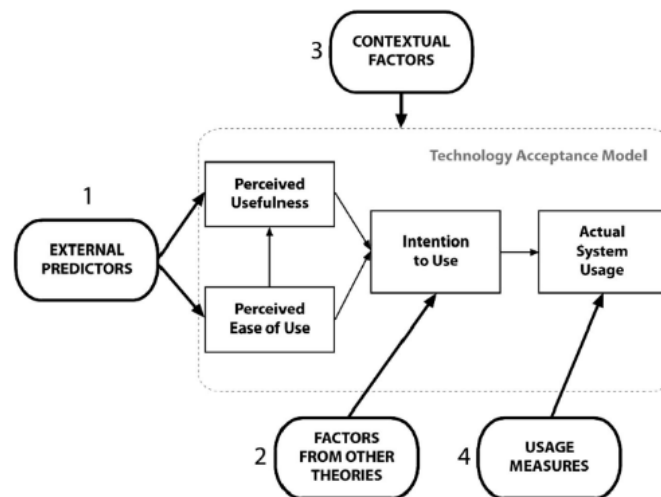 3
CONTEXTUAL
FACTORS
Technology Acceptance Model
1
EXTERNAL
PREDICTORS
Perceived
Usefulness
Perceived
Ease of Use
Intention
to Use
Actual
System
Usage
2
FACTORS
FROM OTHER
THEORIES
4
USAGE
MEASURES